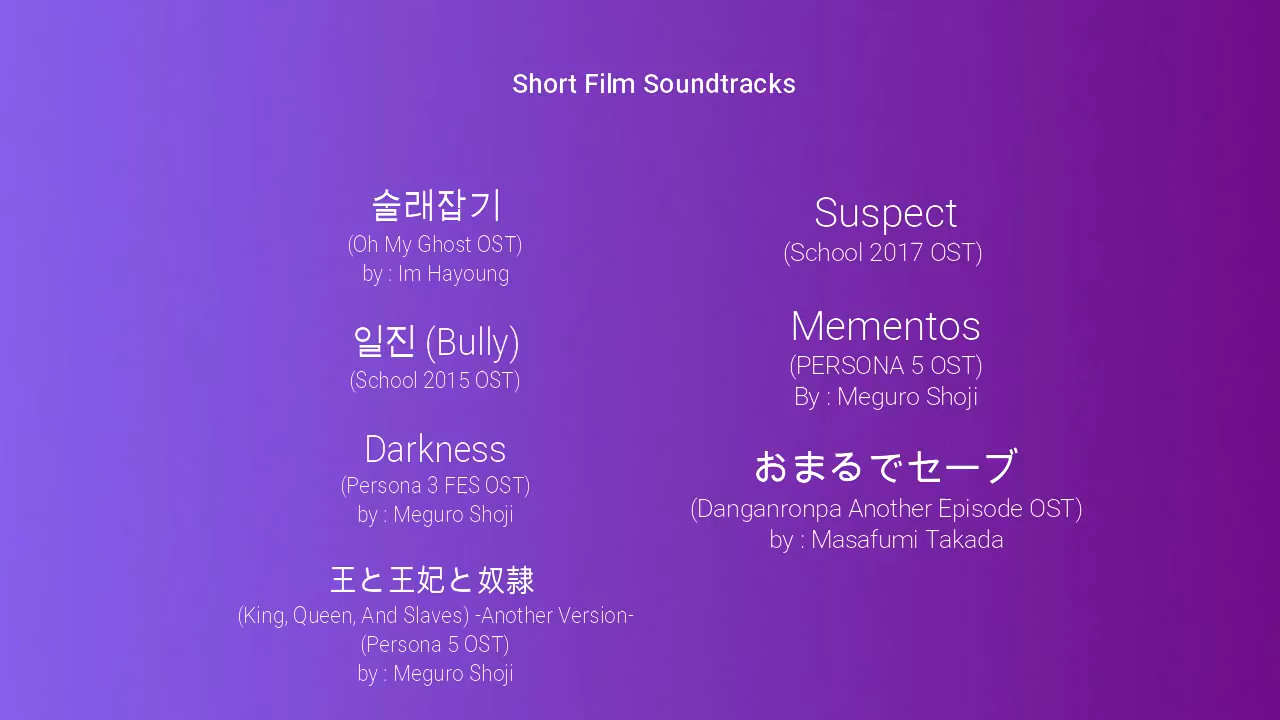 Short Film Soundtracks
술래잡기
(Oh My Ghost OST)
by : Im Hayoung
일진 (Bully)
(School 2015 OST)
Darkness
(Persona 3 FES OST)
by : Meguro Shoji
王と王妃と奴隷
(King, Queen, And Slaves) -Another Version-
(Persona 5 OST)
by : Meguro Shoji
Suspect
(School 2017 OST)
Mementos
(PERSONA 5 OST)
By : Meguro Shoji
おまるでセーブ
(Danganronpa Another Episode OST)
by : Masafumi Takada